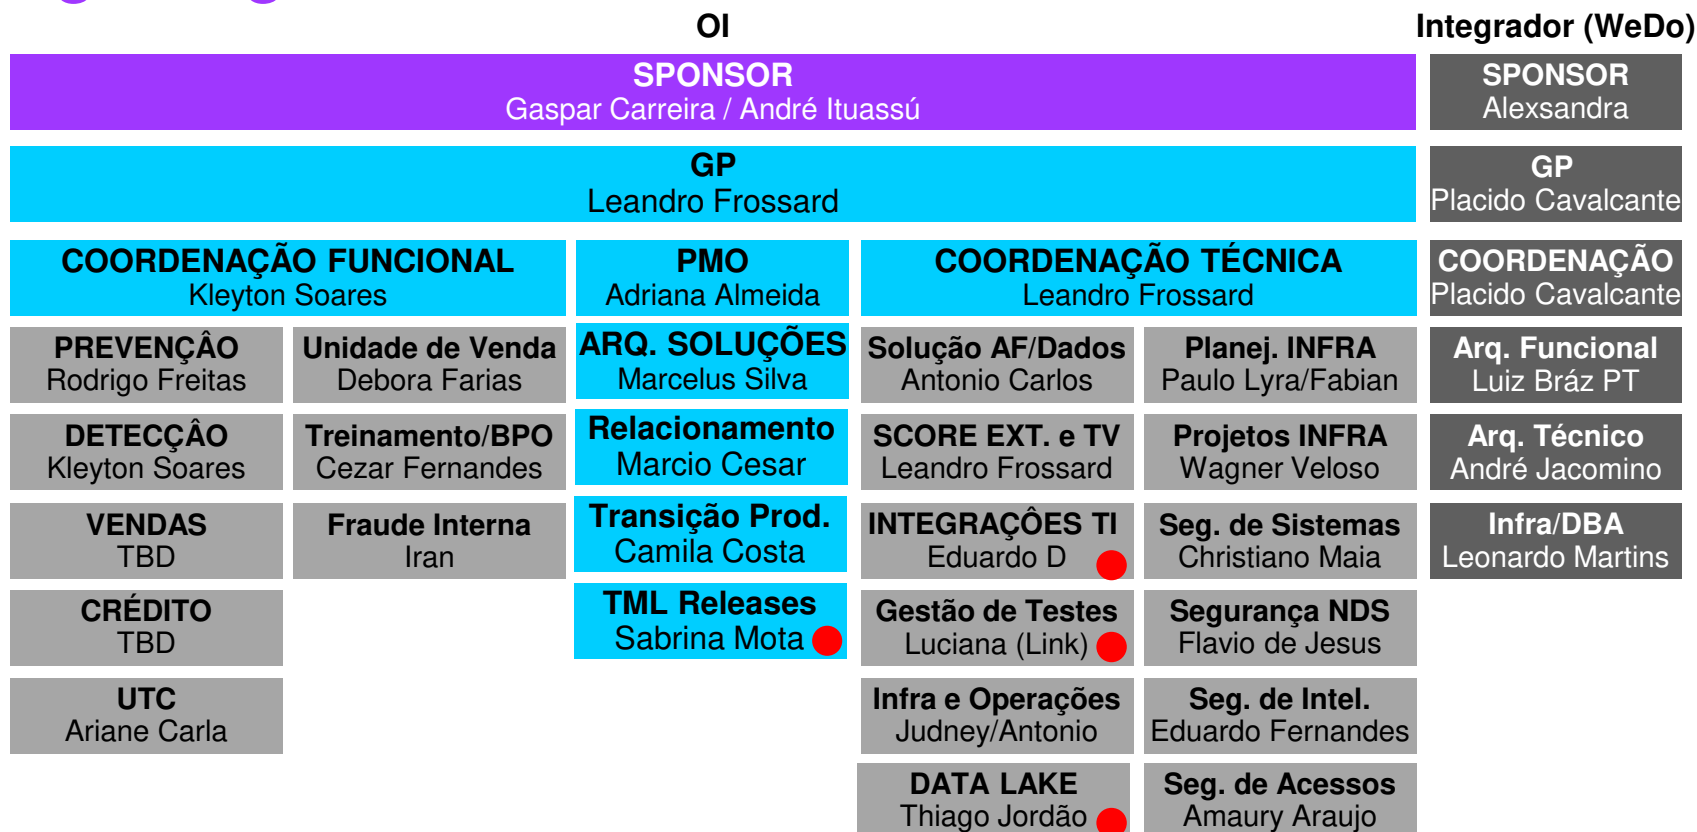 OI
Integrador (WeDo)
SPONSOR
Gaspar Carreira / André Ituassú
SPONSOR
Alexsandra
GP
Leandro Frossard
GP
Placido Cavalcante
COORDENAÇÃO FUNCIONAL
Kleyton Soares
PMO
Adriana Almeida
COORDENAÇÃO TÉCNICA
Leandro Frossard
COORDENAÇÃO
Placido Cavalcante
PREVENÇÂO
Rodrigo Freitas
Unidade de Venda
Debora Farias
ARQ. SOLUÇÕES
Marcelus Silva
Solução AF/Dados
Antonio Carlos
Planej. INFRA
Paulo Lyra/Fabian
Arq. Funcional
Luiz Bráz PT
DETECÇÂO
Kleyton Soares
Treinamento/BPO
Cezar Fernandes
Relacionamento
Marcio Cesar
SCORE EXT. e TV
Leandro Frossard
Projetos INFRA
Wagner Veloso
Arq. Técnico
André Jacomino
VENDAS
TBD
Fraude Interna
Iran
Transição Prod.
Camila Costa
INTEGRAÇÔES TI
Eduardo D
Seg. de Sistemas
Christiano Maia
Infra/DBA
Leonardo Martins
CRÉDITO
TBD
TML Releases
Sabrina Mota
Gestão de Testes
Luciana (Link)
Segurança NDS
Flavio de Jesus
UTC
Ariane Carla
Infra e Operações
Judney/Antonio
Seg. de Intel.
Eduardo Fernandes
DATA LAKE
Thiago Jordão
Seg. de Acessos
Amaury Araujo